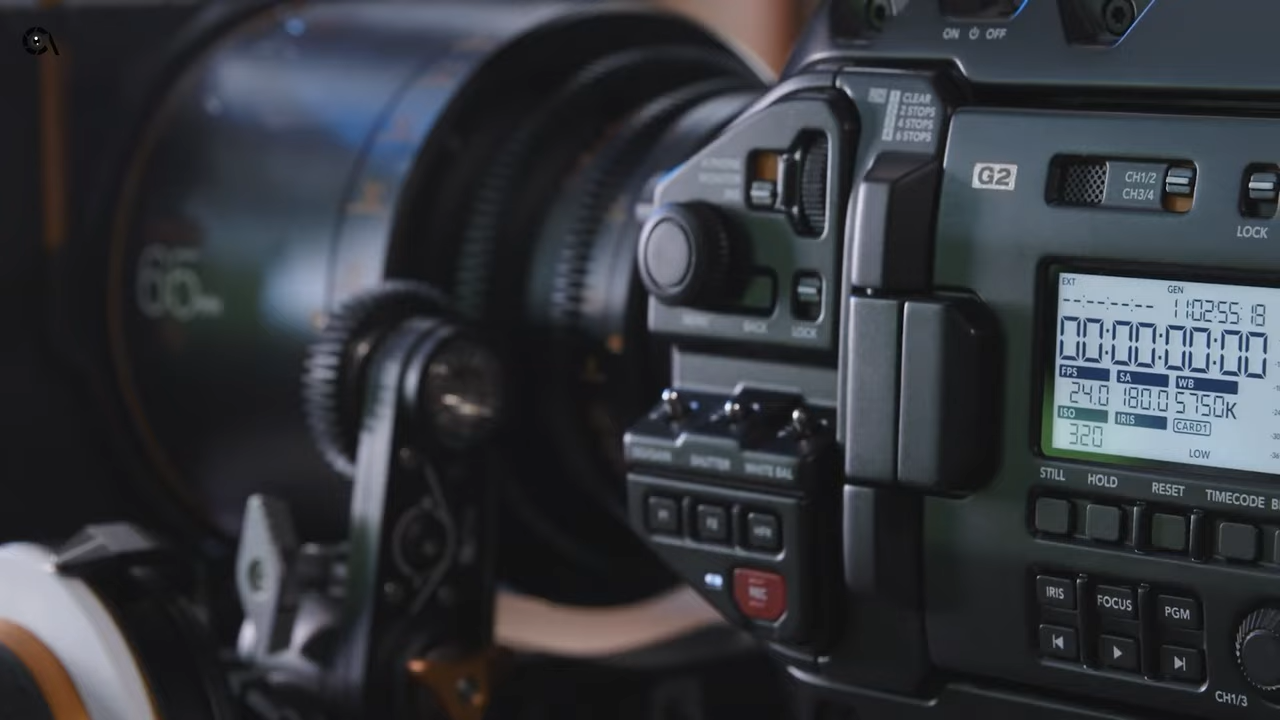 ON OFF
CLEAR
2 STOPS
4 STOPS
6 STOPS
G2
CH1/2
CH3/4
LOCK
65mm
BACK LOCK
EXT GEN
--:--:--:-- 11:02:55:18
00:00:00:00
FPS SA WB
24.0 180.0 5750K
ISO IRIS CARD1
320
LOW
SHUTTER WHITE BAL
STILL HOLD RESET TIMECODE
REC
IRIS FOCUS PGM
CH1/3